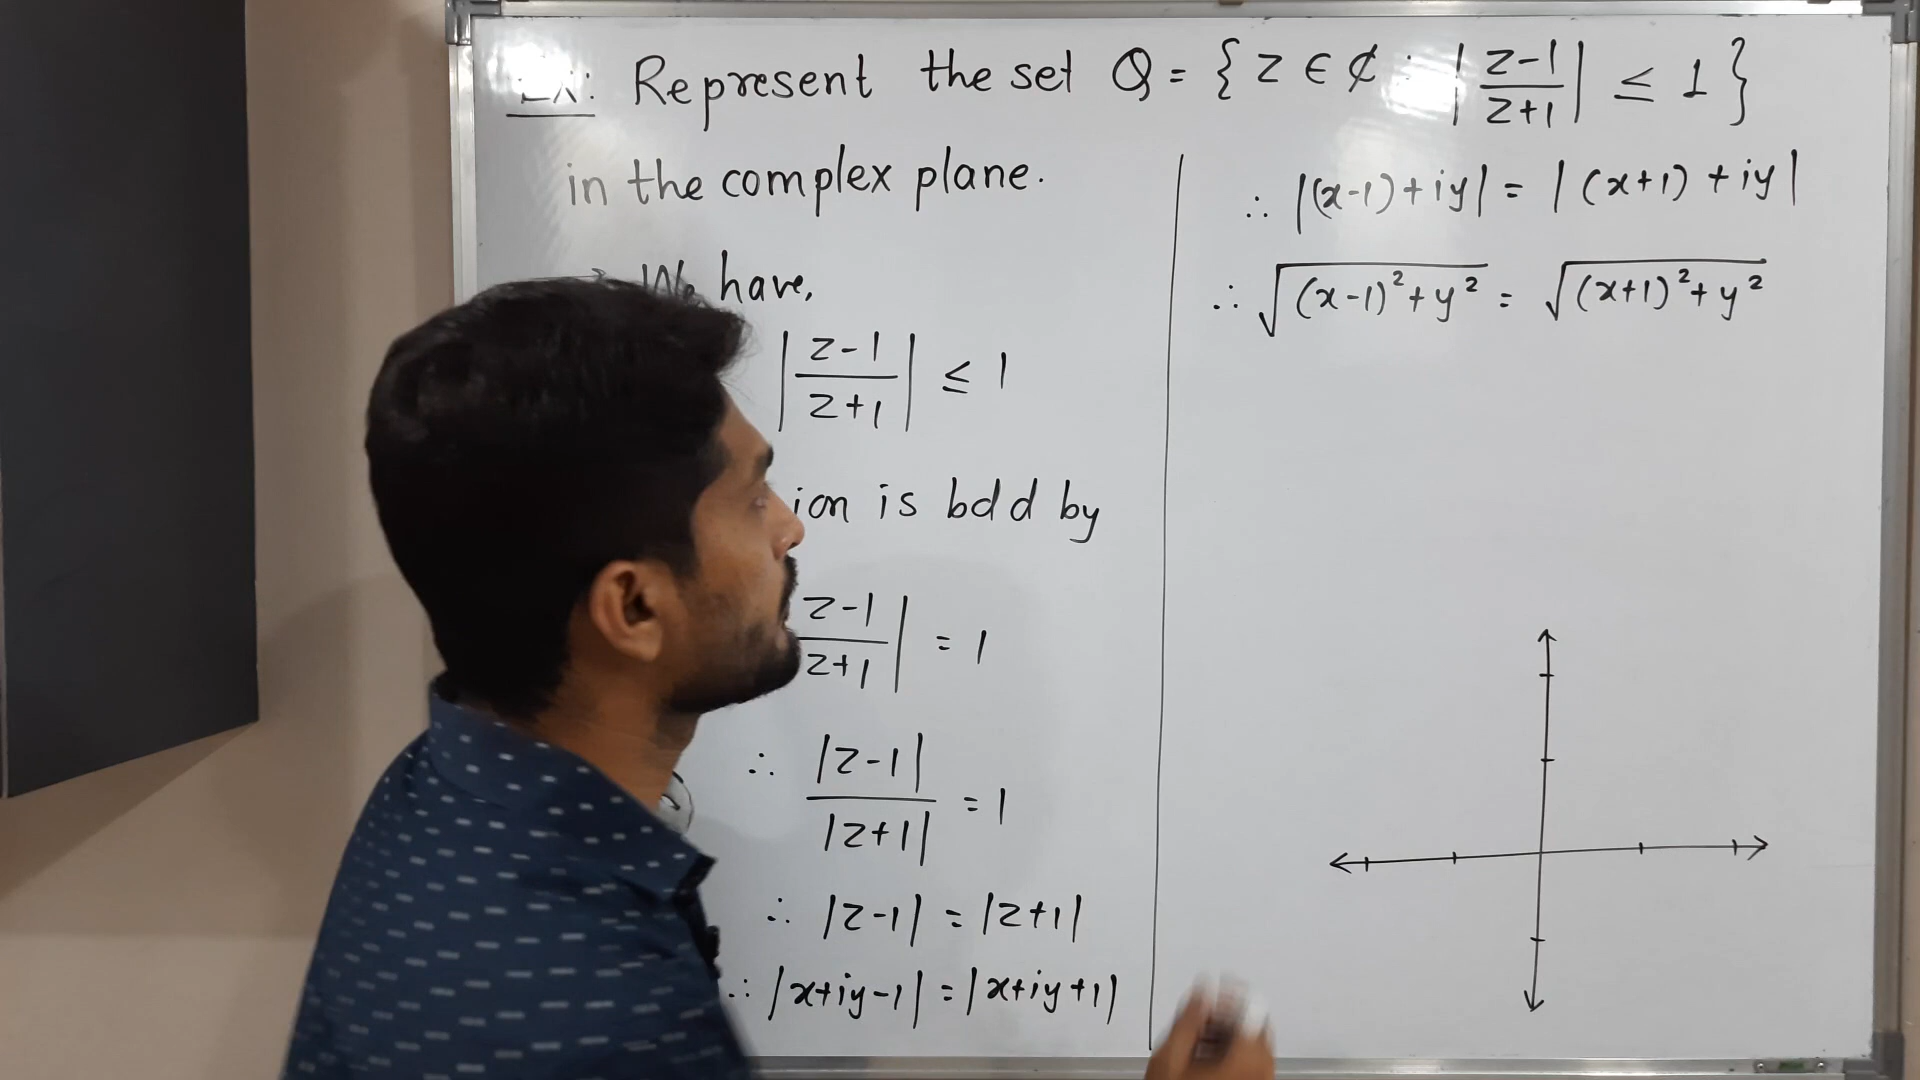 Ex: Represent the set Q = { z ∈ ₵ : |(z-1)/(z+1)| ≤ 1 }
in the complex plane.
→ We have,
|(z-1)/(z+1)| ≤ 1
is bdd by
(z-1)/(z+1)| = 1
∴ |z-1|/|z+1| = 1
∴ |z-1| = |z+1|
∴ |x+iy-1| = |x+iy+1|
∴ |(x-1)+iy| = |(x+1)+iy|
∴ √((x-1)²+y²) = √((x+1)²+y²)